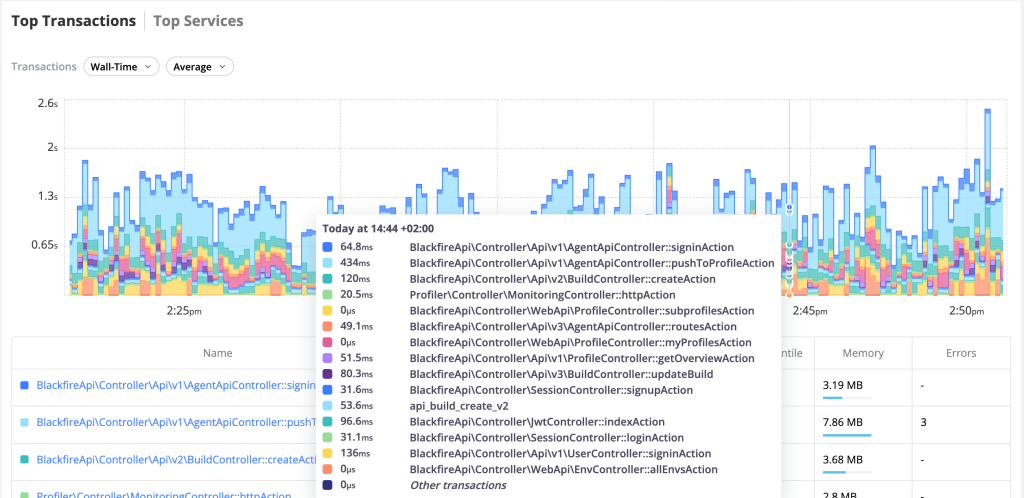 Top Transactions Top Services
Transactions Wall-Time Average
2.6s
2s
1.3s
0.65s
2:25pm 2:45pm 2:50pm
Today at 14:44 +02:00
64.8ms BlackfireApi\Controller\Api\v1\AgentApiController::signinAction
434ms BlackfireApi\Controller\Api\v1\AgentApiController::pushToProfileAction
120ms BlackfireApi\Controller\Api\v2\BuildController::createAction
20.5ms Profiler\Controller\MonitoringController::httpAction
0µs BlackfireApi\Controller\WebApi\ProfileController::subprofilesAction
49.1ms BlackfireApi\Controller\Api\v3\AgentApiController::routesAction
0µs BlackfireApi\Controller\WebApi\ProfileController::myProfilesAction
51.5ms BlackfireApi\Controller\Api\v1\ProfileController::getOverviewAction
80.3ms BlackfireApi\Controller\Api\v3\BuildController::updateBuild
31.6ms BlackfireApi\Controller\SessionController::signupAction
53.6ms api_build_create_v2
96.6ms BlackfireApi\Controller\JwtController::indexAction
31.1ms BlackfireApi\Controller\SessionController::loginAction
136ms BlackfireApi\Controller\Api\v1\UserController::signinAction
0µs BlackfireApi\Controller\WebApi\EnvController::allEnvsAction
0µs Other transactions
Name ntile Memory Errors
BlackfireApi\Controller\Api\v1\AgentApiController::signin 3.19 MB -
BlackfireApi\Controller\Api\v1\AgentApiController::pushT 7.86 MB 3
BlackfireApi\Controller\Api\v2\BuildController::createActi 3.68 MB -
Profiler\Controller\MonitoringController::httpAction 2.8 MB -